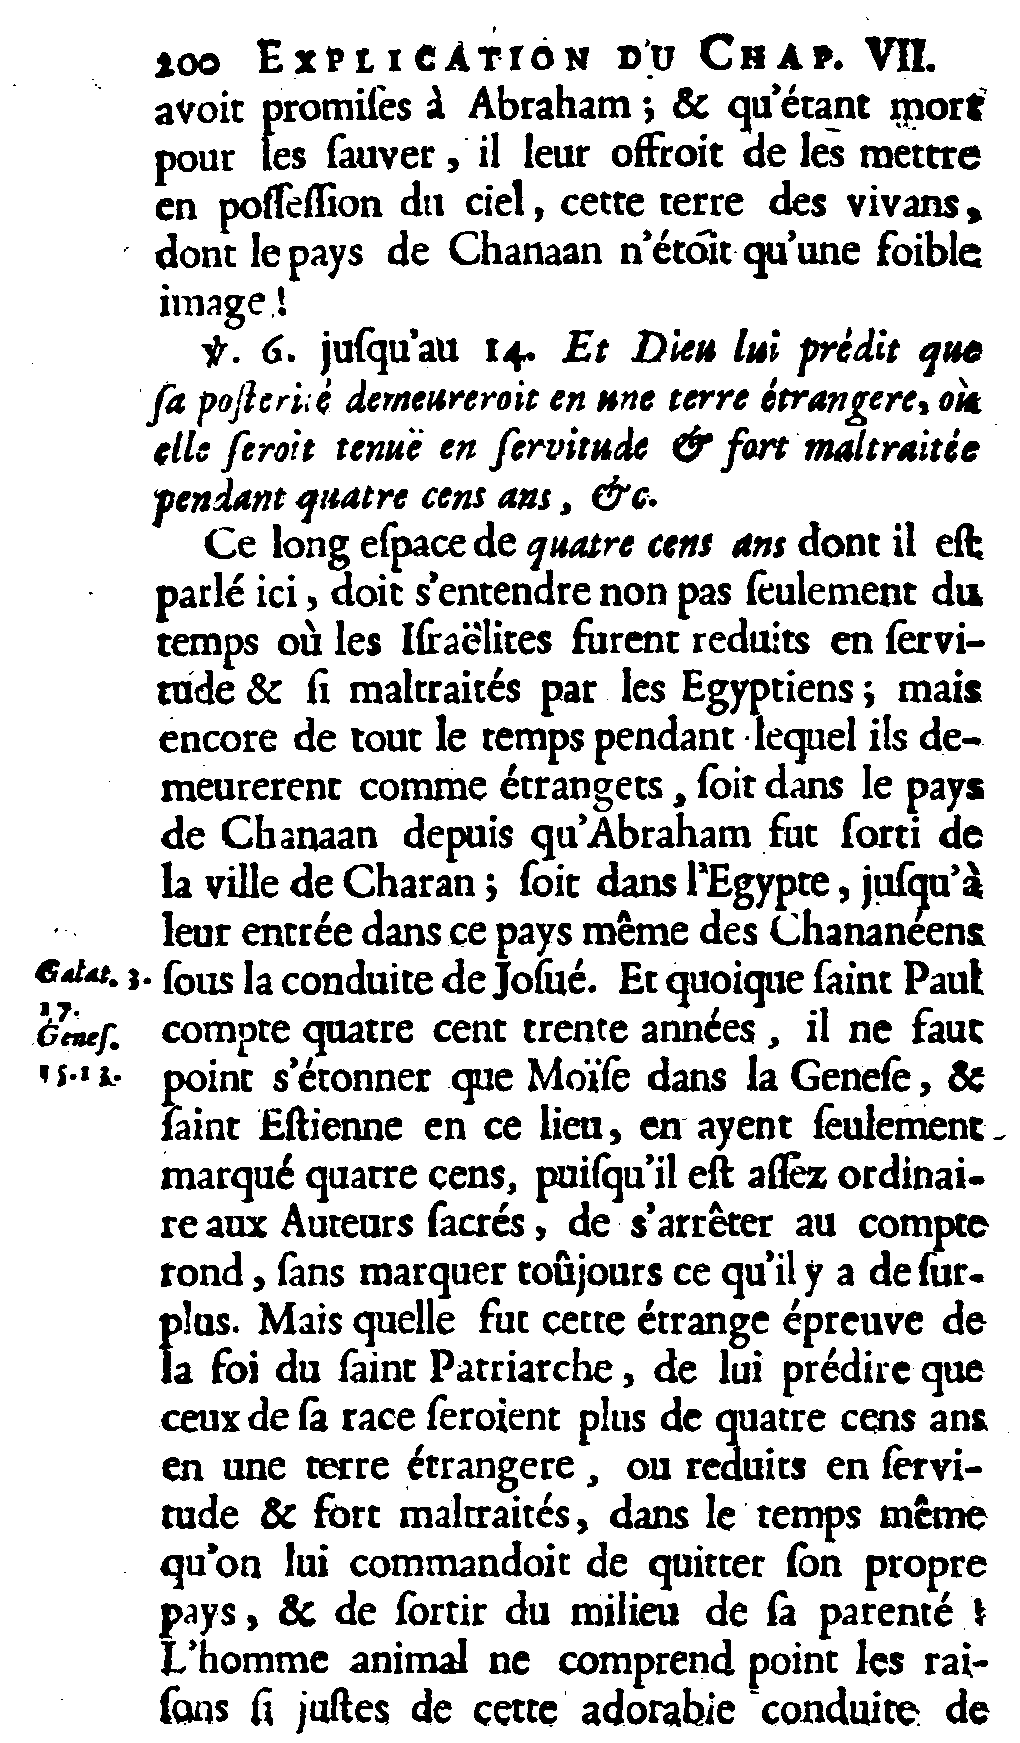 200 EXPLICATION DU CHAP. VII.
avoit promiſes à Abraham ; & qu'étant mort
pour les ſauver , il leur offroit de les mettre
en poſſeſſion du ciel , cette terre des vivans ,
dont le pays de Chanaan n'étoit qu'une foible
image !
℣. 6. juſqu'au 14. Et Dieu lui prédit que
ſa poſterité demeureroit en une terre étrangere, où
elle ſeroit tenuë en ſervitude & fort maltraitée
pendant quatre cens ans , &c.
Ce long eſpace de quatre cens ans dont il eſt
parlé ici , doit s'entendre non pas ſeulement du
temps où les Iſraëlites furent reduits en ſervi-
tude & ſi maltraités par les Egyptiens ; mais
encore de tout le temps pendant lequel ils de-
meurerent comme étrangers , ſoit dans le pays
de Chanaan depuis qu'Abraham fut ſorti de
la ville de Charan ; ſoit dans l'Egypte , juſqu'à
leur entrée dans ce pays même des Chananéens
Galat. 3. ſous la conduite de Joſué. Et quoique ſaint Paul
17.
Geneſ. compte quatre cent trente années , il ne faut
15.13. point s'étonner que Moïſe dans la Geneſe , &
ſaint Eſtienne en ce lieu , en ayent ſeulement
marqué quatre cens, puiſqu'il eſt aſſez ordinai-
re aux Auteurs ſacrés , de s'arrêter au compte
rond , ſans marquer toûjours ce qu'il y a de ſur-
plus. Mais quelle fut cette étrange épreuve de
la foi du ſaint Patriarche , de lui prédire que
ceux de ſa race ſeroient plus de quatre cens ans
en une terre étrangere , ou reduits en ſervi-
tude & fort maltraités, dans le temps même
qu'on lui commandoit de quitter ſon propre
pays , & de ſortir du milieu de ſa parenté !
L'homme animal ne comprend point les rai-
ſons ſi juſtes de cette adorable conduite de